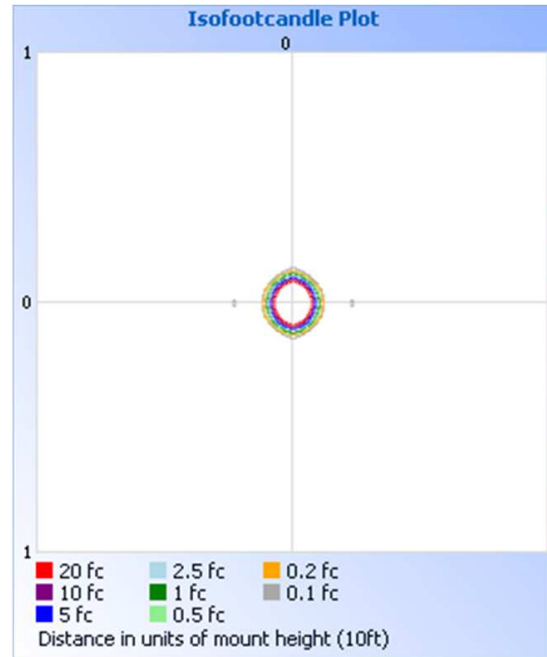 Isofootcandle Plot
0
1
0
1
20 fc 2.5 fc 0.2 fc
10 fc 1 fc 0.1 fc
5 fc 0.5 fc
Distance in units of mount height (10ft)